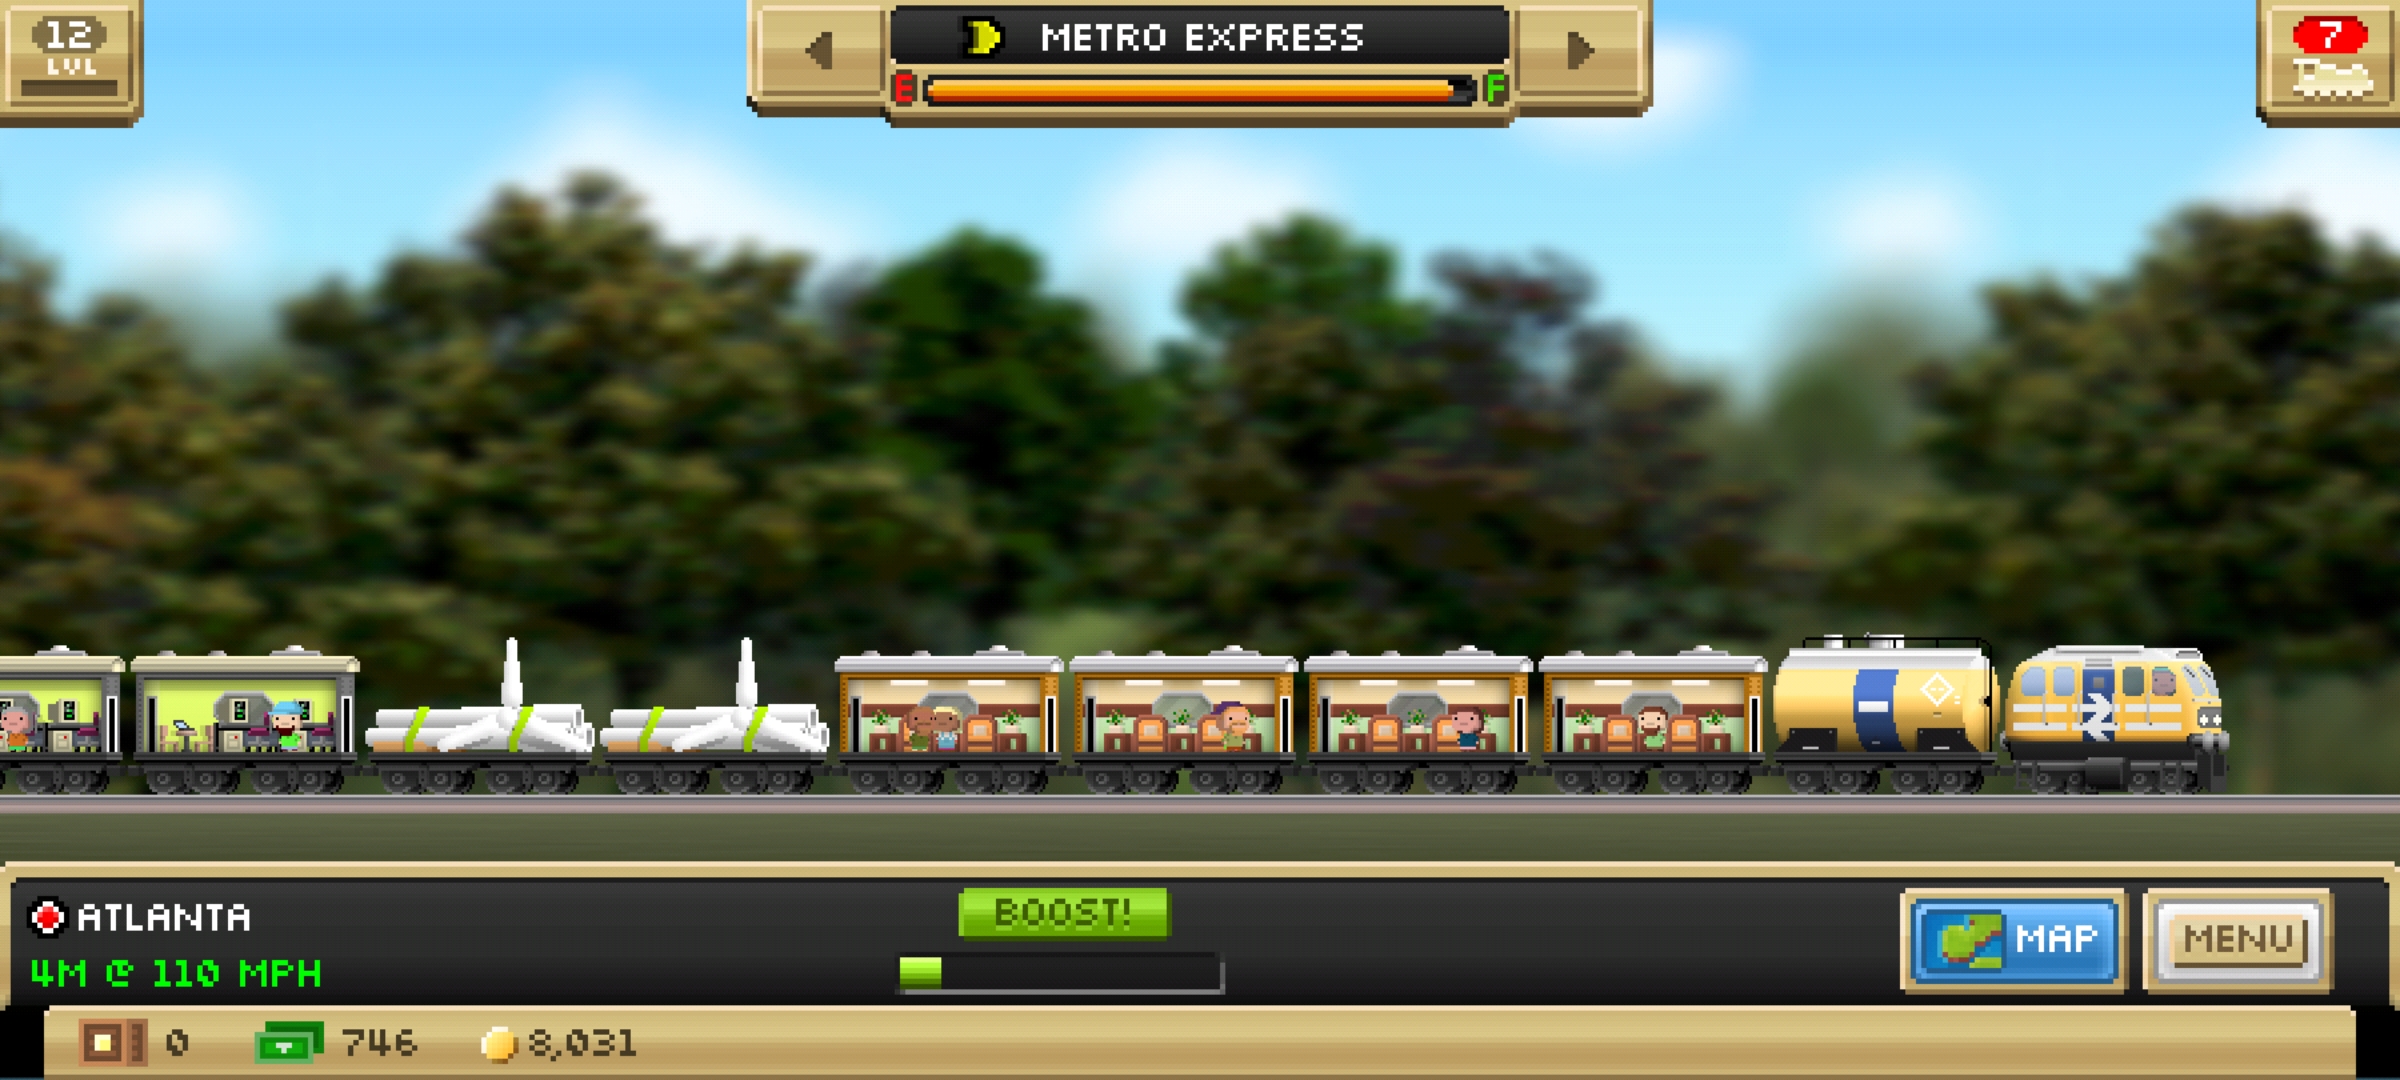 12
LVL
METRO EXPRESS
E F
7
ATLANTA
4M @ 110 MPH
BOOST!
MAP
MENU
0
746
8,031